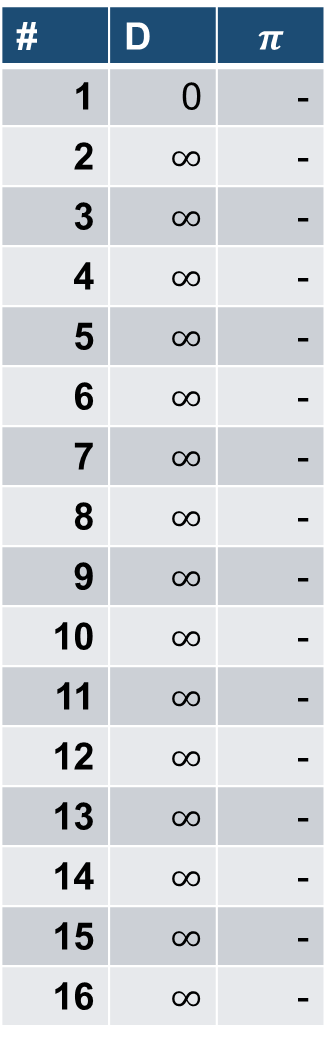 # D π
1 0 -
2 ∞ -
3 ∞ -
4 ∞ -
5 ∞ -
6 ∞ -
7 ∞ -
8 ∞ -
9 ∞ -
10 ∞ -
11 ∞ -
12 ∞ -
13 ∞ -
14 ∞ -
15 ∞ -
16 ∞ -